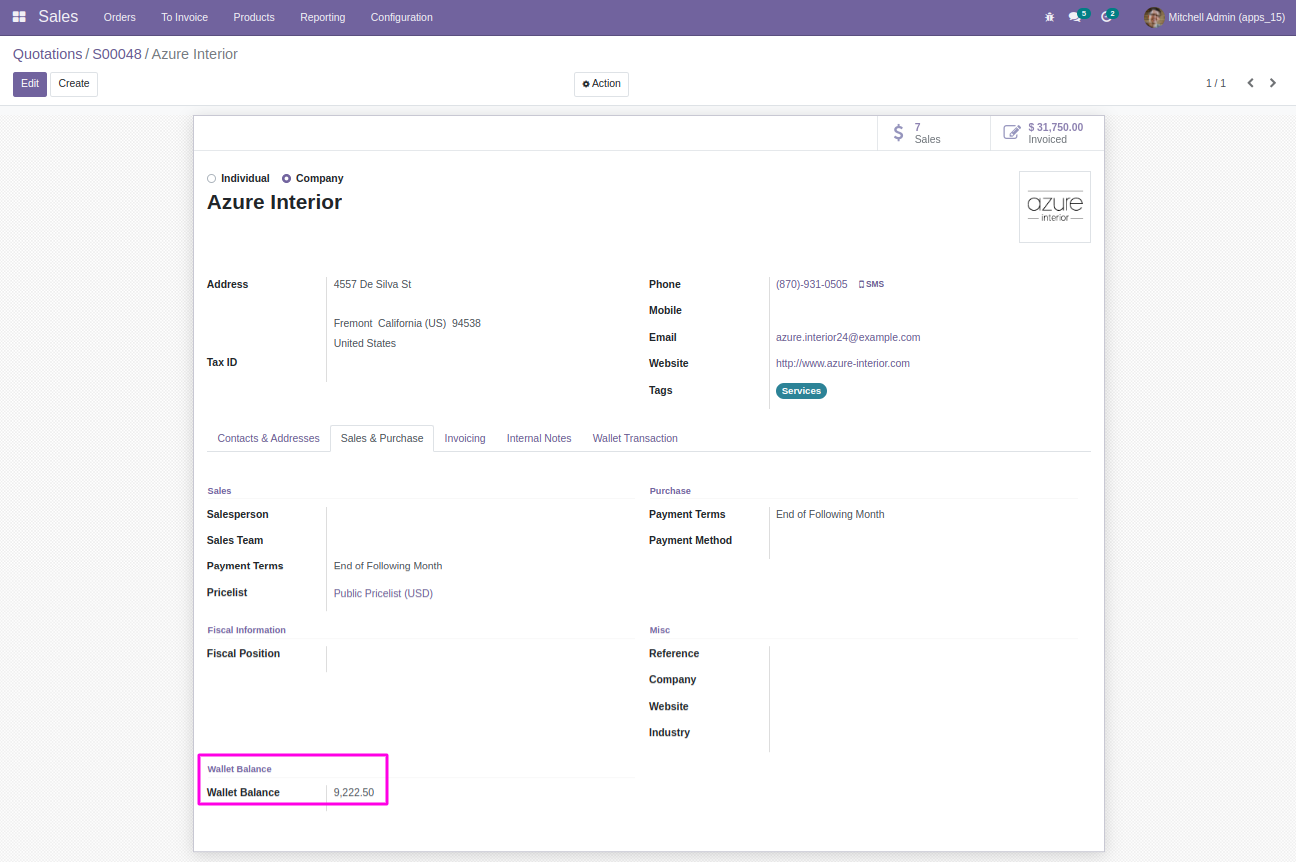 Sales Orders To Invoice Products Reporting Configuration 5 2 Mitchell Admin (apps_15)
Quotations / S00048 / Azure Interior
Edit Create Action 1 / 1
7
Sales
$ 31,750.00
Invoiced
Individual Company
Azure Interior
azure
interior
Address 4557 De Silva St
Fremont California (US) 94538
United States
Tax ID
Phone (870)-931-0505 SMS
Mobile
Email azure.interior24@example.com
Website http://www.azure-interior.com
Tags Services
Contacts & Addresses Sales & Purchase Invoicing Internal Notes Wallet Transaction
Sales
Salesperson
Sales Team
Payment Terms End of Following Month
Pricelist Public Pricelist (USD)
Purchase
Payment Terms End of Following Month
Payment Method
Fiscal Information
Fiscal Position
Misc
Reference
Company
Website
Industry
Wallet Balance
Wallet Balance 9,222.50